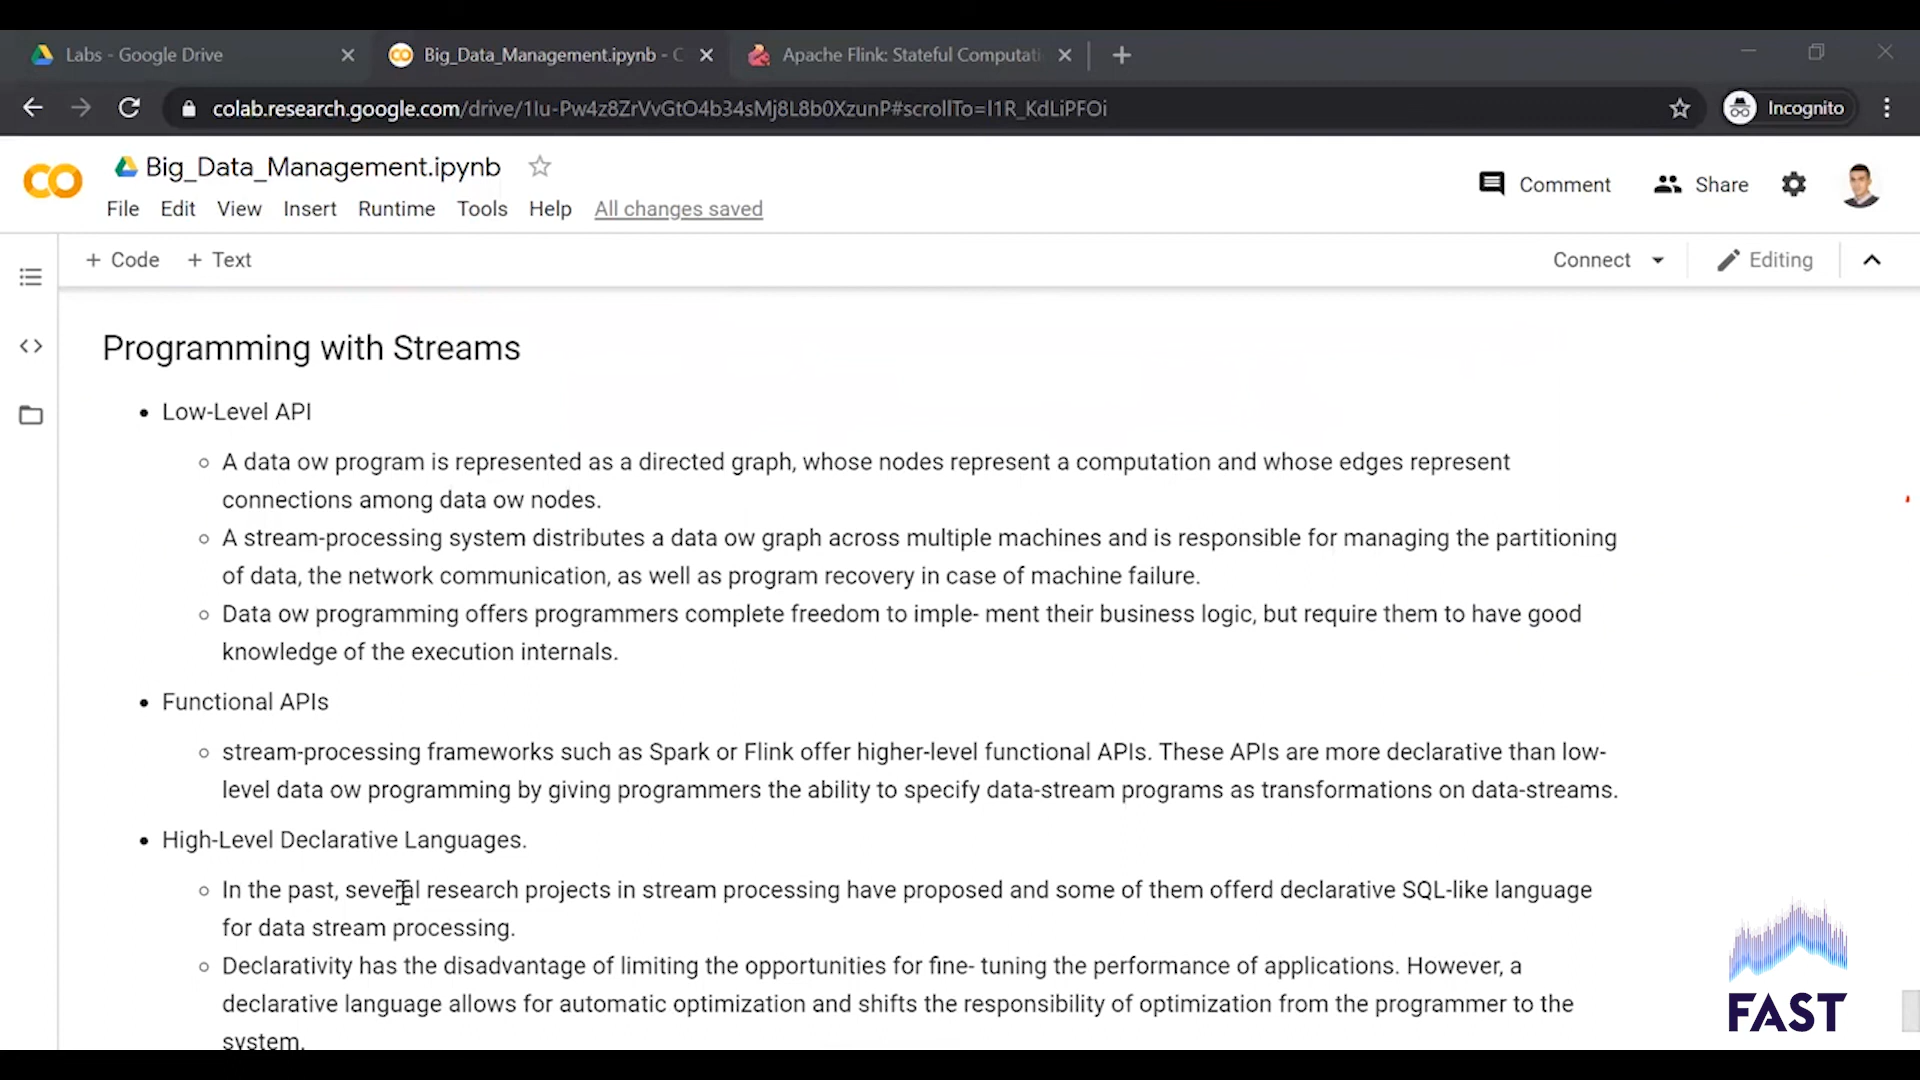 Labs - Google Drive
Big_Data_Management.ipynb - C
Apache Flink: Stateful Computati
colab.research.google.com/drive/1Iu-Pw4z8ZrVvGtO4b34sMj8L8b0XzunP#scrollTo=l1R_KdLiPFOi
Incognito
CO
Big_Data_Management.ipynb
Comment
Share
File Edit View Insert Runtime Tools Help All changes saved
+ Code + Text
Connect
Editing
Programming with Streams
• Low-Level API
◦ A data ow program is represented as a directed graph, whose nodes represent a computation and whose edges represent
connections among data ow nodes.
◦ A stream-processing system distributes a data ow graph across multiple machines and is responsible for managing the partitioning
of data, the network communication, as well as program recovery in case of machine failure.
◦ Data ow programming offers programmers complete freedom to imple- ment their business logic, but require them to have good
knowledge of the execution internals.
• Functional APIs
◦ stream-processing frameworks such as Spark or Flink offer higher-level functional APIs. These APIs are more declarative than low-
level data ow programming by giving programmers the ability to specify data-stream programs as transformations on data-streams.
• High-Level Declarative Languages.
◦ In the past, several research projects in stream processing have proposed and some of them offerd declarative SQL-like language
for data stream processing.
◦ Declarativity has the disadvantage of limiting the opportunities for fine- tuning the performance of applications. However, a
declarative language allows for automatic optimization and shifts the responsibility of optimization from the programmer to the
system.
FAST